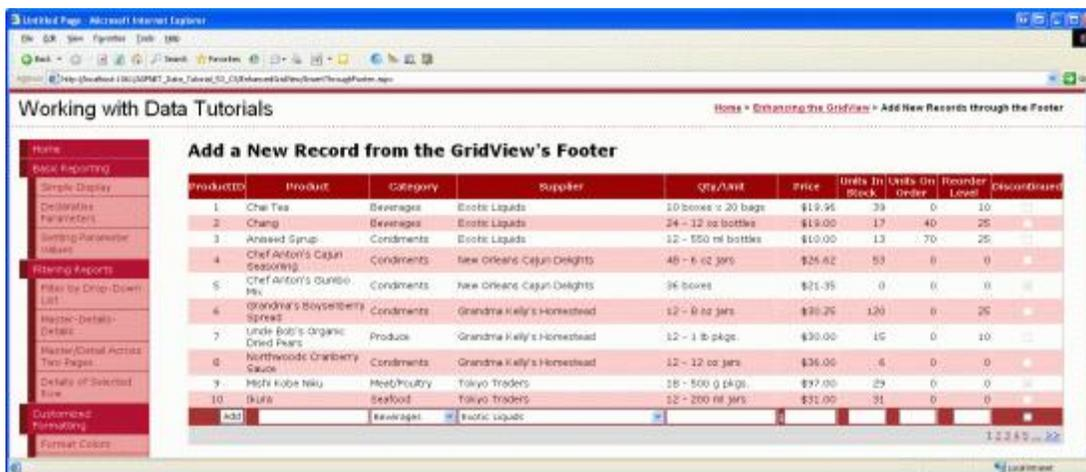 Untitled Page - Microsoft Internet Explorer
File Edit View Favorites Tools Help
Back Search Favorites
Working with Data Tutorials
Home > Enhancing the GridView > Add New Records through the Footer
Home
Basic Reporting
Simple Display
Declarative Parameters
Setting Parameter Values
Filtering Reports
Filter by Drop-Down List
Master-Details-Details
Master/Detail Across Two Pages
Details of Selected Row
Customized Formatting
Format Colors
Add a New Record from the GridView's Footer
ProductID Product Category Supplier Qty/Unit Price Units In Stock Units On Order Reorder Level Discontinued
1 Chai Tea Beverages Exotic Liquids 10 boxes x 20 bags $19.95 39 0 10
2 Chang Beverages Exotic Liquids 24 - 12 oz bottles $19.00 17 40 25
3 Aniseed Syrup Condiments Exotic Liquids 12 - 550 ml bottles $10.00 13 70 25
4 Chef Anton's Cajun Seasoning Condiments New Orleans Cajun Delights 48 - 6 oz jars $26.62 53 0 0
5 Chef Anton's Gumbo Mix Condiments New Orleans Cajun Delights 36 boxes $21.35 0 0 0
6 Grandma's Boysenberry Spread Condiments Grandma Kelly's Homestead 12 - 8 oz jars $30.25 120 0 25
7 Uncle Bob's Organic Dried Pears Produce Grandma Kelly's Homestead 12 - 1 lb pkgs. $30.00 15 0 10
8 Northwoods Cranberry Sauce Condiments Grandma Kelly's Homestead 12 - 12 oz jars $36.00 6 0 0
9 Mishi Kobe Niku Meat/Poultry Tokyo Traders 18 - 500 g pkgs. $97.00 29 0 0
10 Ikura Seafood Tokyo Traders 12 - 200 ml jars $31.00 31 0 0
Add Beverages Exotic Liquids
1 2 3 4 5 ... >>
Local intranet